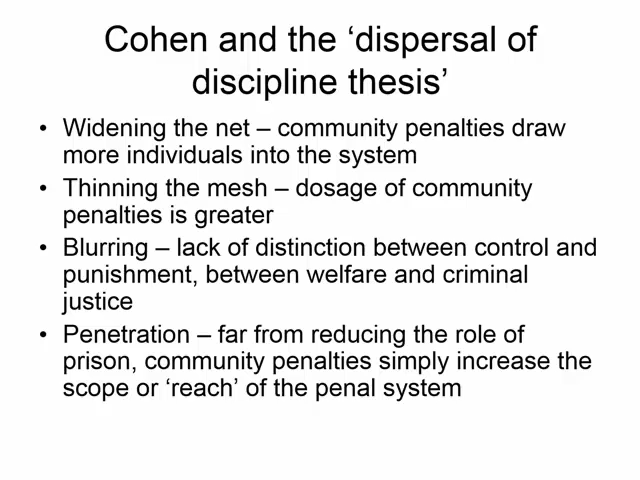 Cohen and the ‘dispersal of
discipline thesis’
• Widening the net – community penalties draw
more individuals into the system
• Thinning the mesh – dosage of community
penalties is greater
• Blurring – lack of distinction between control and
punishment, between welfare and criminal
justice
• Penetration – far from reducing the role of
prison, community penalties simply increase the
scope or ‘reach’ of the penal system